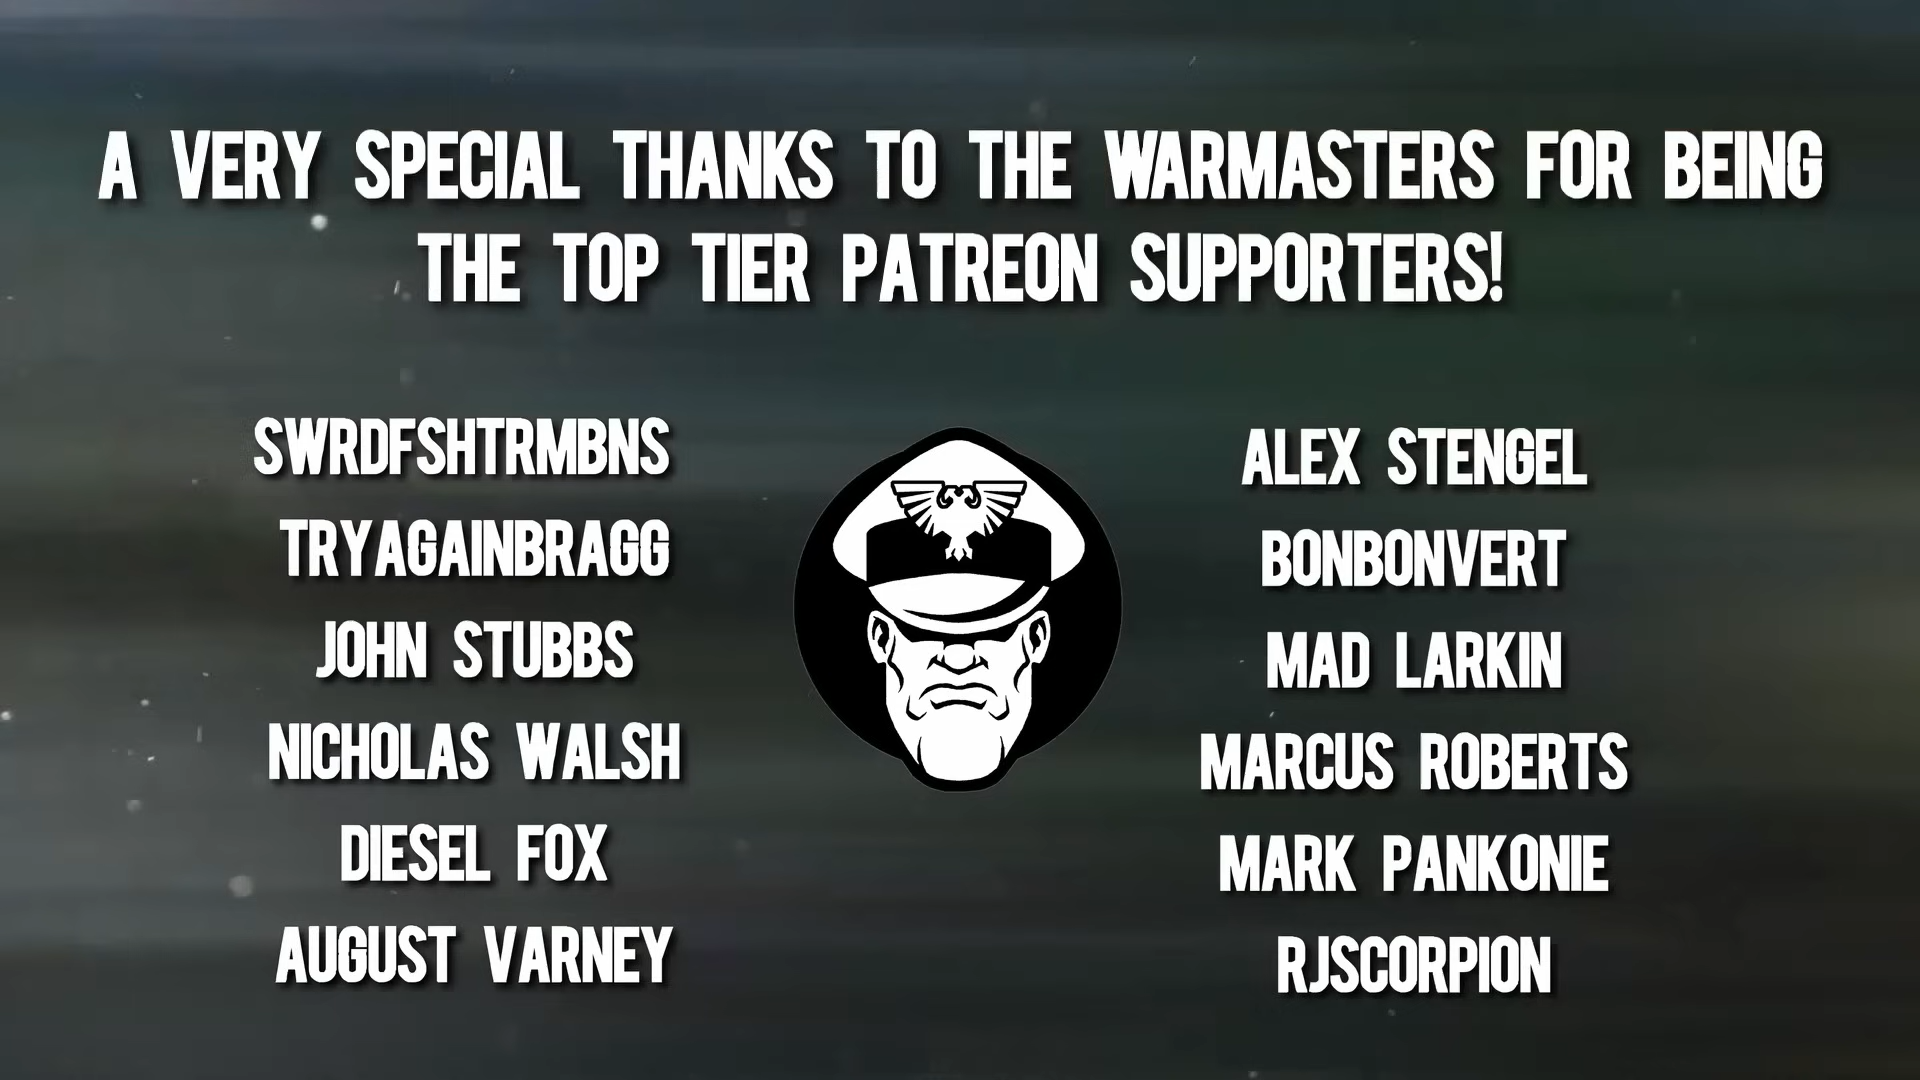 A VERY SPECIAL THANKS TO THE WARMASTERS FOR BEING
THE TOP TIER PATREON SUPPORTERS!
SWRDFSHTRMBNS
TRYAGAINBRAGG
JOHN STUBBS
NICHOLAS WALSH
DIESEL FOX
AUGUST VARNEY
ALEX STENGEL
BONBONVERT
MAD LARKIN
MARCUS ROBERTS
MARK PANKONIE
RJSCORPION